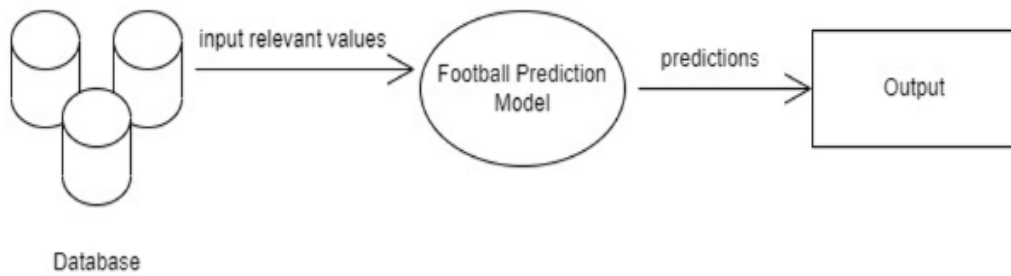 input relevant values
Football Prediction
Model
predictions
Output
Database